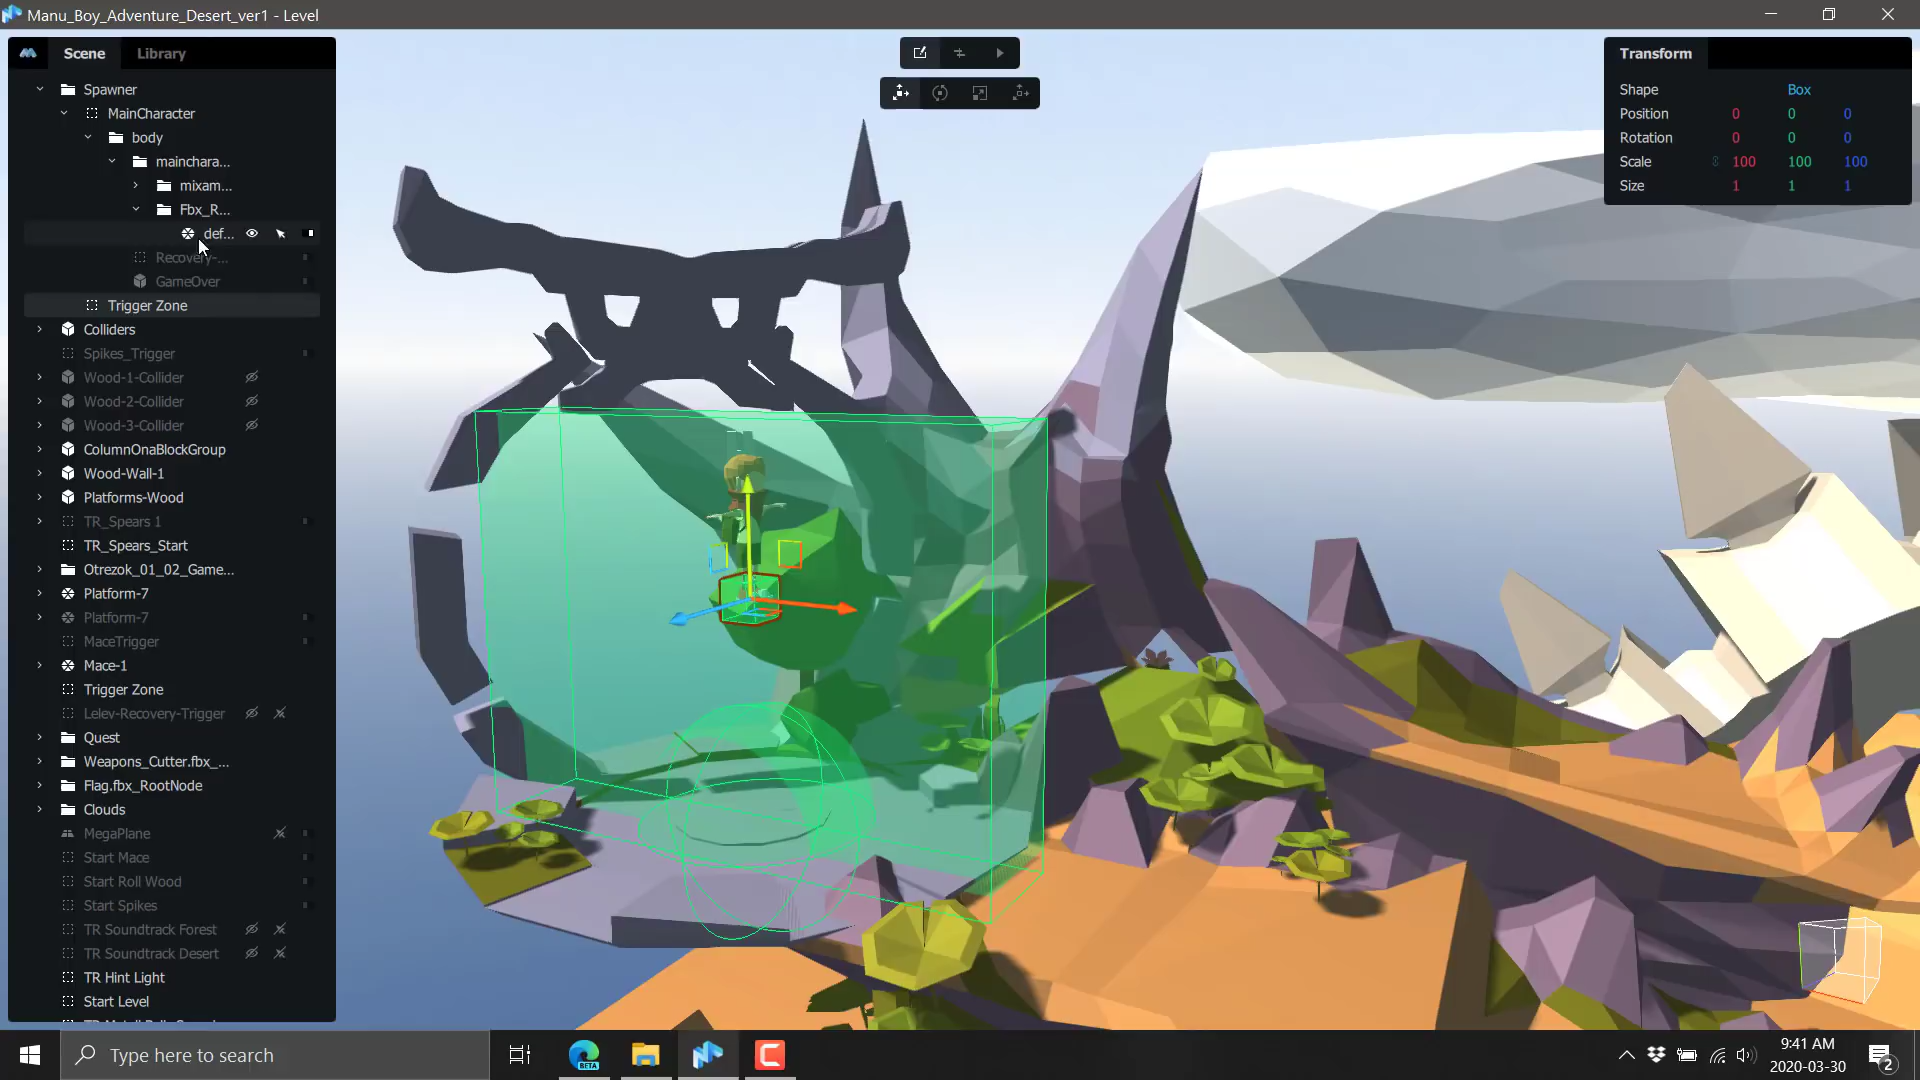 Manu_Boy_Adventure_Desert_ver1 - Level
Scene Library
Spawner
MainCharacter
body
mainchara...
mixam...
Fbx_R...
def...
Recovery-...
GameOver
Trigger Zone
Colliders
Spikes_Trigger
Wood-1-Collider
Wood-2-Collider
Wood-3-Collider
ColumnOnaBlockGroup
Wood-Wall-1
Platforms-Wood
TR_Spears 1
TR_Spears_Start
Otrezok_01_02_Game...
Platform-7
Platform-7
MaceTrigger
Mace-1
Trigger Zone
Lelev-Recovery-Trigger
Quest
Weapons_Cutter.fbx_...
Flag.fbx_RootNode
Clouds
MegaPlane
Start Mace
Start Roll Wood
Start Spikes
TR Soundtrack Forest
TR Soundtrack Desert
TR Hint Light
Start Level
Transform
Shape Box
Position 0 0 0
Rotation 0 0 0
Scale 100 100 100
Size 1 1 1
Type here to search
BETA
9:41 AM
2020-03-30
2